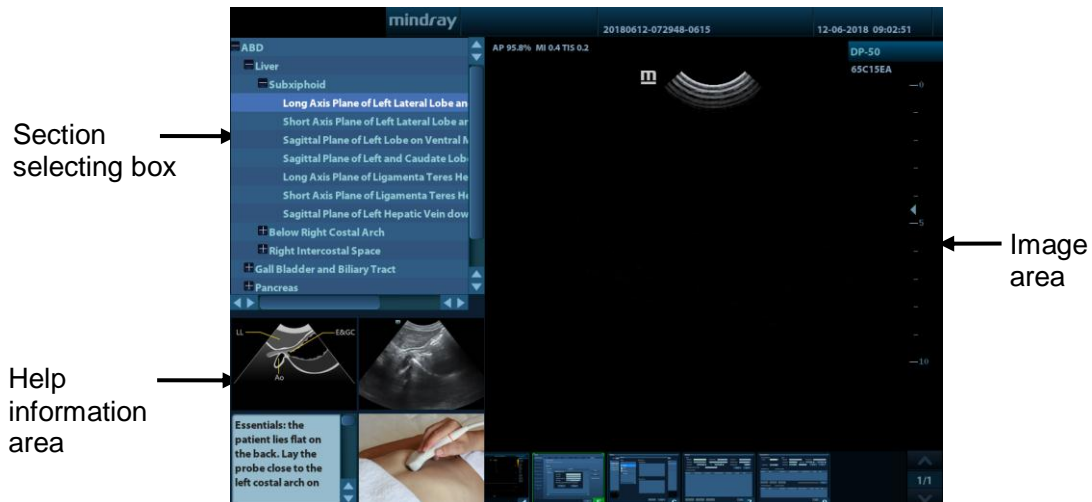 mindray
20180612-072948-0615
12-06-2018 09:02:51
Section
selecting box
ABD
Liver
Subxiphoid
Long Axis Plane of Left Lateral Lobe an
Short Axis Plane of Left Lateral Lobe ar
Sagittal Plane of Left Lobe on Ventral M
Sagittal Plane of Left and Caudate Lob
Long Axis Plane of Ligamenta Teres He
Short Axis Plane of Ligamenta Teres He
Sagittal Plane of Left Hepatic Vein dow
Below Right Costal Arch
Right Intercostal Space
Gall Bladder and Biliary Tract
Pancreas
AP 95.8% MI 0.4 TIS 0.2
m
DP-50
65C15EA
0
5
10
Image
area
Help
information
area
LL
E&GC
Ao
Essentials: the
patient lies flat on
the back. Lay the
probe close to the
left costal arch on
1/1